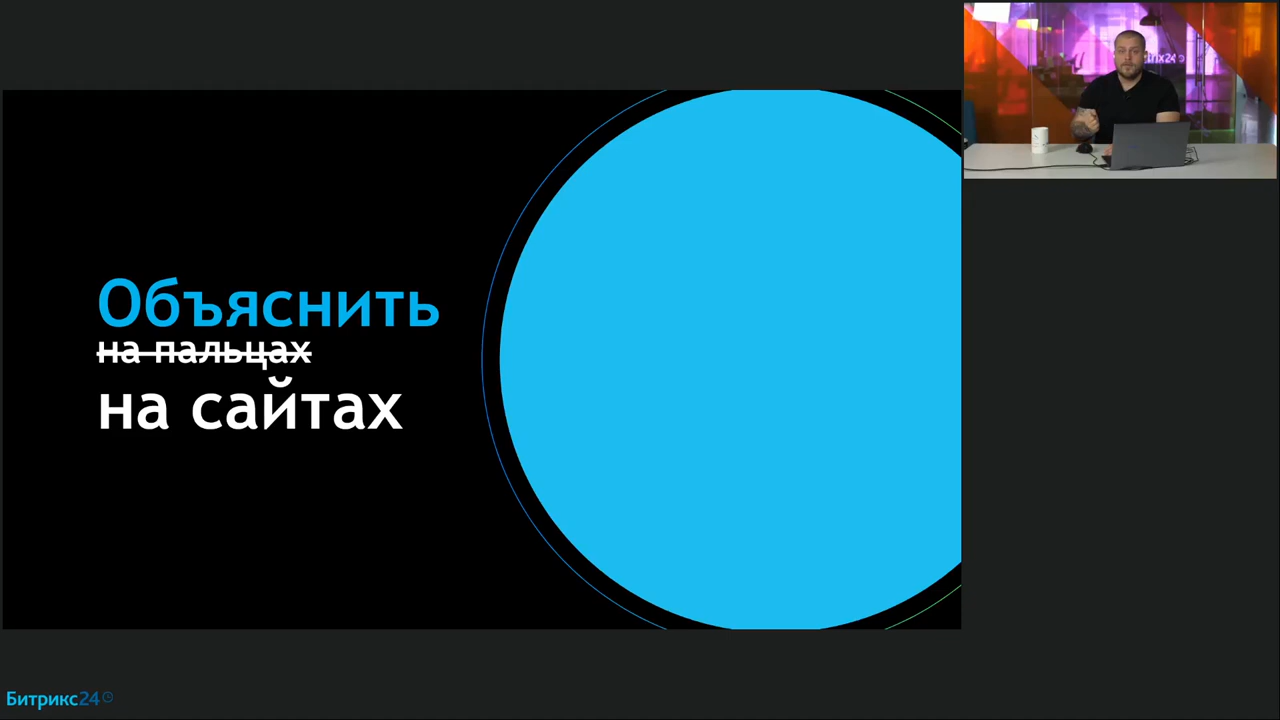 Объяснить
на пальцах
на сайтах
Битрикс24